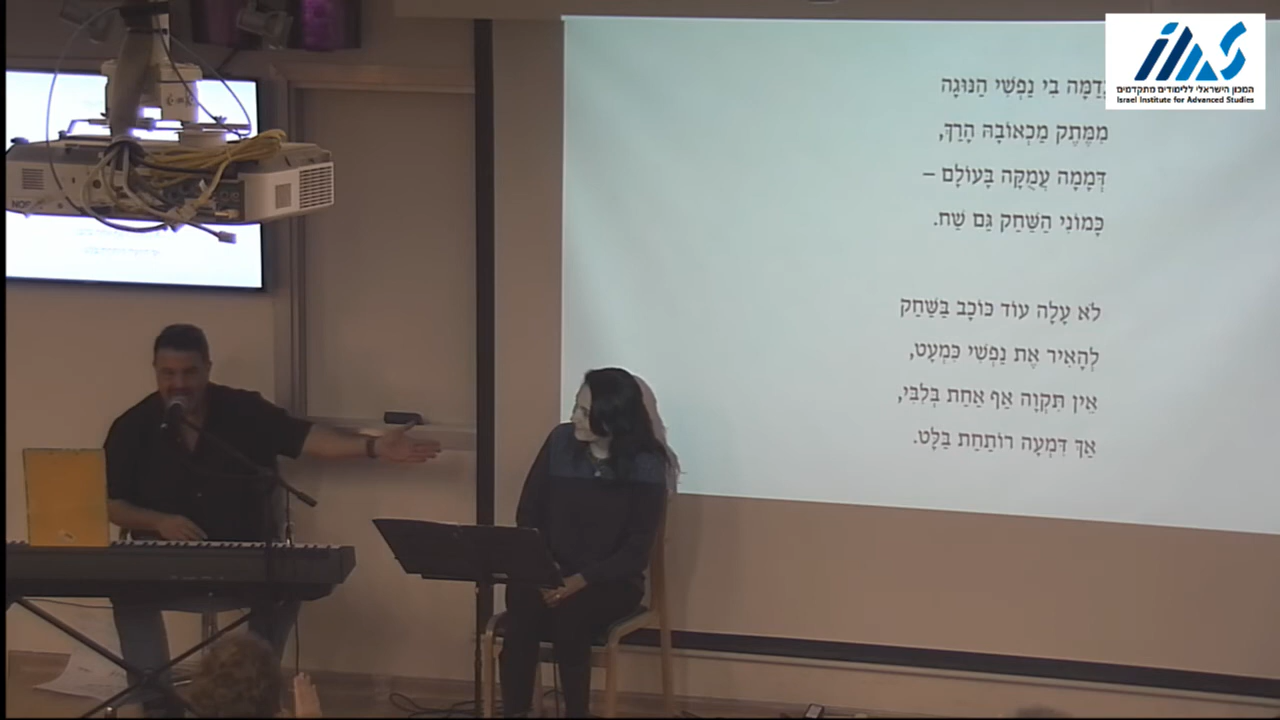 נָדַמָּה בִי נַפְשִׁי הַנּוּגָה
מִמֶּתֶק מַכְאוֹבָהּ הָרַךְ,
דְּמָמָה עֲמֻקָּה בָּעוֹלָם –
כָּמוֹנִי הַשַּׁחַק גַּם שַׁח.
לֹא עָלָה עוֹד כּוֹכָב בַּשַּׁחַק
לְהָאִיר אֶת נַפְשִׁי כִּמְעָט,
אֵין תִּקְוָה אַף אַחַת בְּלִבִּי,
אַךְ דִּמְעָה רוֹתַחַת בַּלָּט.
המכון הישראלי ללימודים מתקדמים
Israel Institute for Advanced Studies